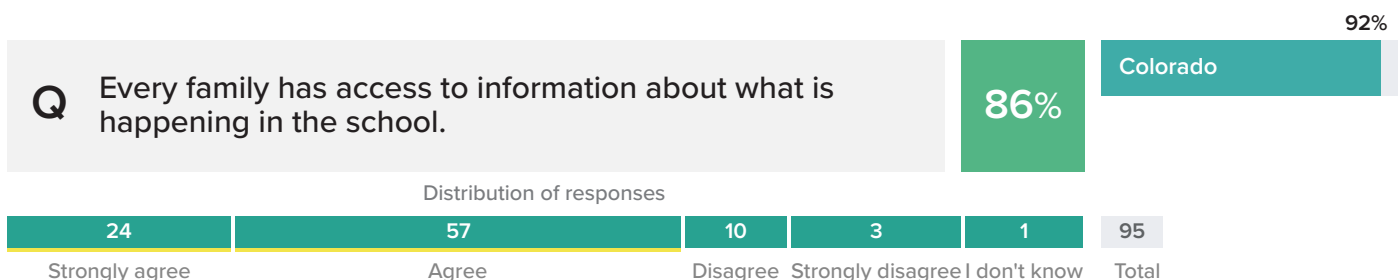 92%
Q Every family has access to information about what is
happening in the school.
86%
Colorado
Distribution of responses
24 57 10 3 1 95
Strongly agree Agree Disagree Strongly disagree I don't know Total